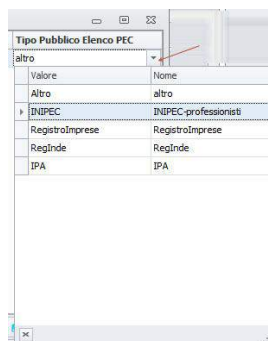 Tipo Pubblico Elenco PEC
altro
Valore Nome
Altro altro
INIPEC INIPEC-professionisti
RegistroImprese RegistroImprese
RegInde RegInde
IPA IPA